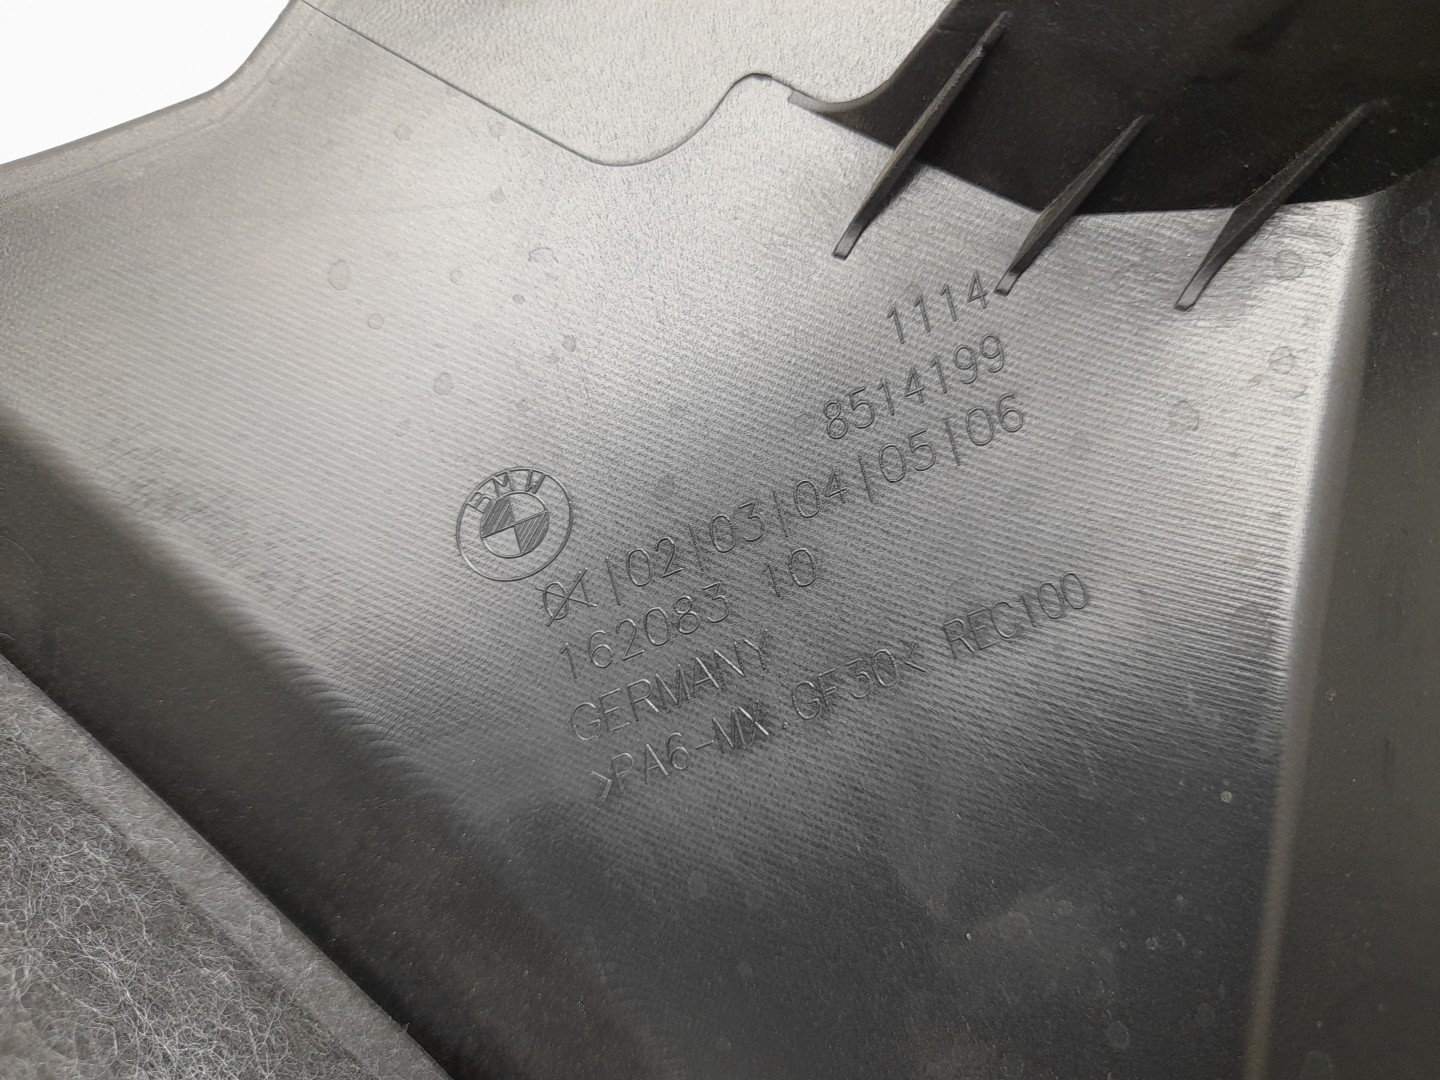 1114
8514199
BMW
01|02|03|04|05|06
162083 10
GERMANY
>PA6-MX.GF30< REC100